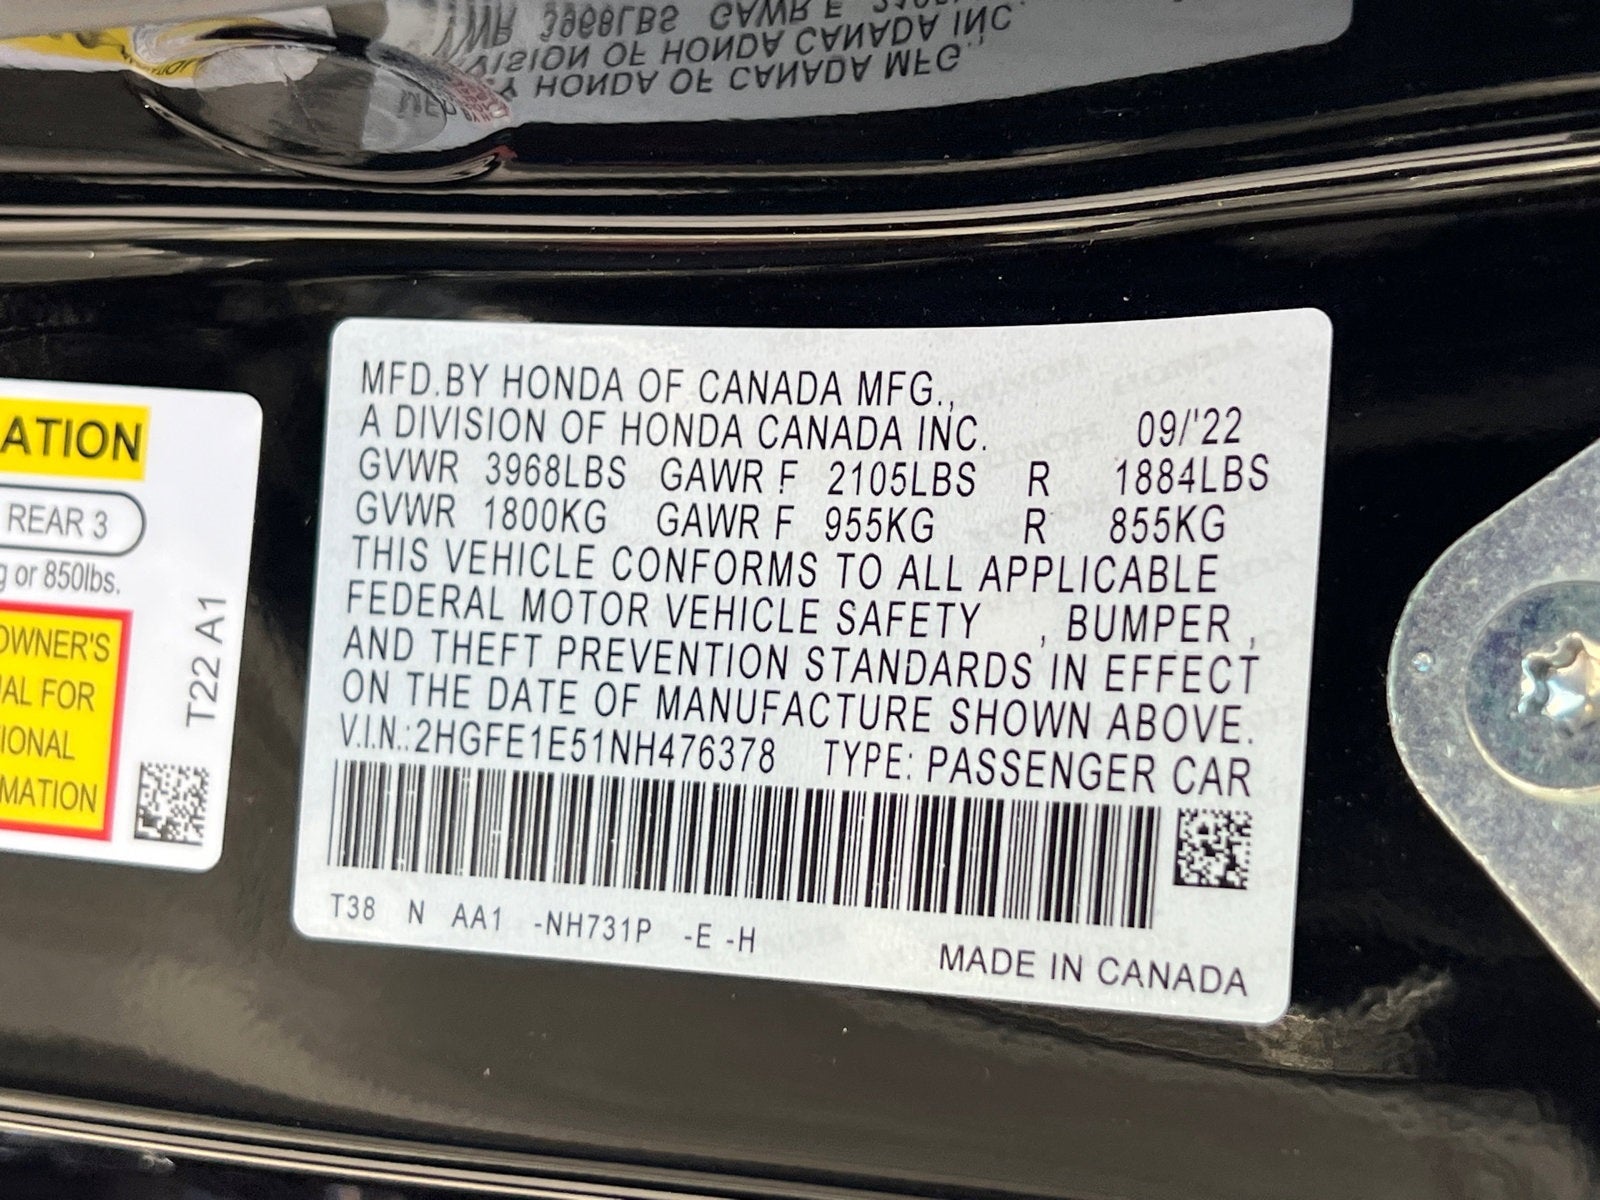 MFD.BY HONDA OF CANADA MFG.,
A DIVISION OF HONDA CANADA INC. 09/'22
GVWR 3968LBS GAWR F 2105LBS R 1884LBS
GVWR 1800KG GAWR F 955KG R 855KG
THIS VEHICLE CONFORMS TO ALL APPLICABLE
FEDERAL MOTOR VEHICLE SAFETY , BUMPER ,
AND THEFT PREVENTION STANDARDS IN EFFECT
ON THE DATE OF MANUFACTURE SHOWN ABOVE.
V.I.N.:2HGFE1E51NH476378 TYPE: PASSENGER CAR
T38 N AA1 -NH731P -E -H
MADE IN CANADA
ATION
REAR 3
g or 850lbs.
OWNER'S
AL FOR
IONAL
MATION
T22 A1